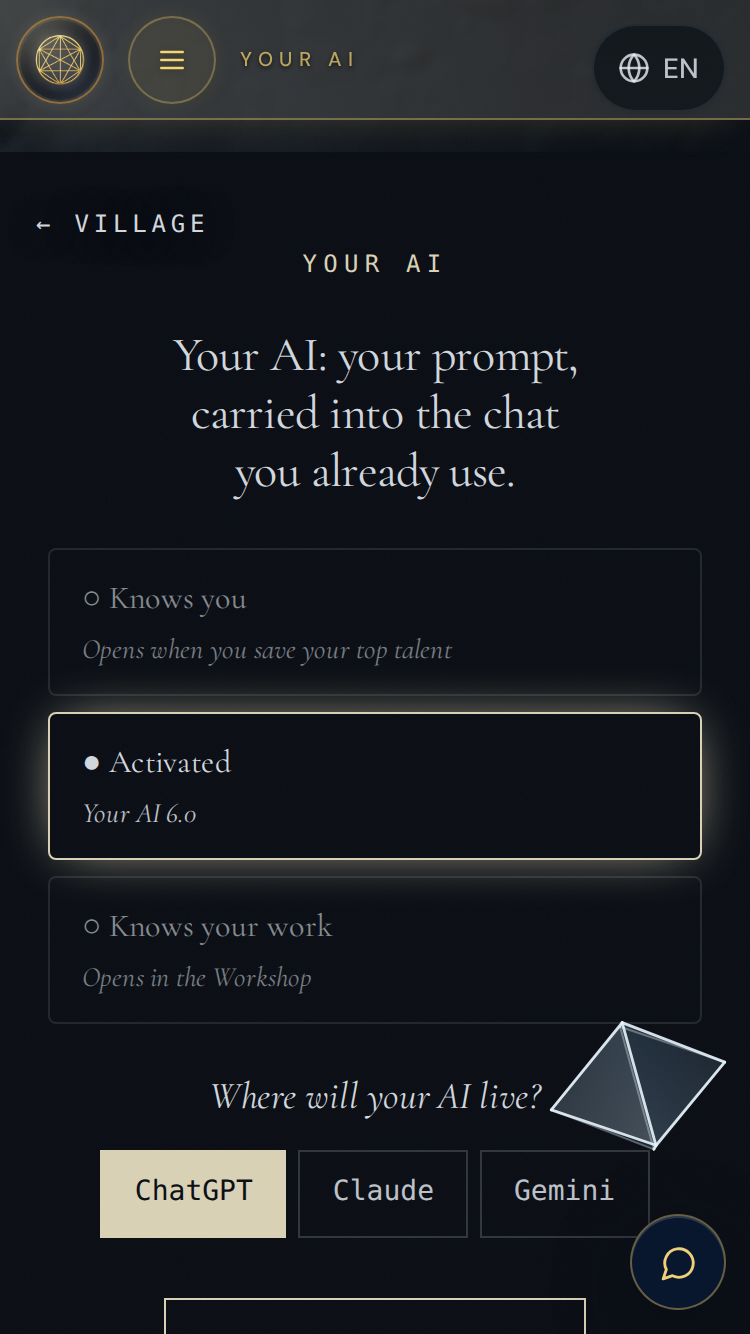 YOUR AI
EN
← VILLAGE
YOUR AI
Your AI: your prompt,
carried into the chat
you already use.
○ Knows you
Opens when you save your top talent
● Activated
Your AI 6.0
○ Knows your work
Opens in the Workshop
Where will your AI live?
ChatGPT
Claude
Gemini